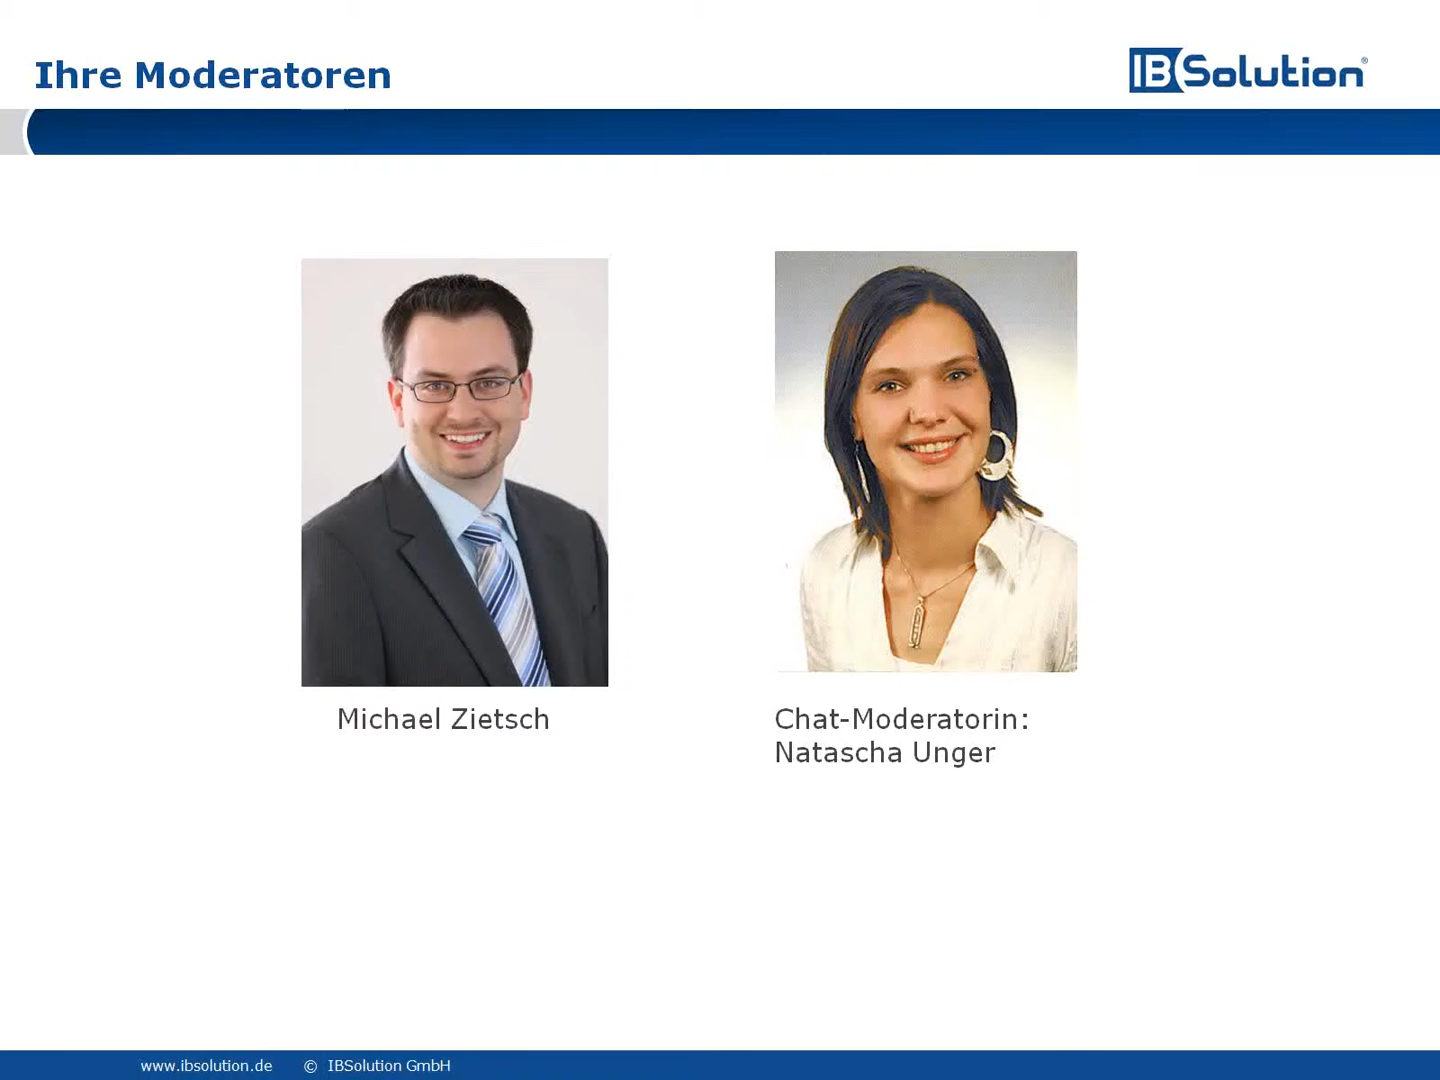 Ihre Moderatoren
IBSolution®
Michael Zietsch
Chat-Moderatorin:
Natascha Unger
www.ibsolution.de © IBSolution GmbH